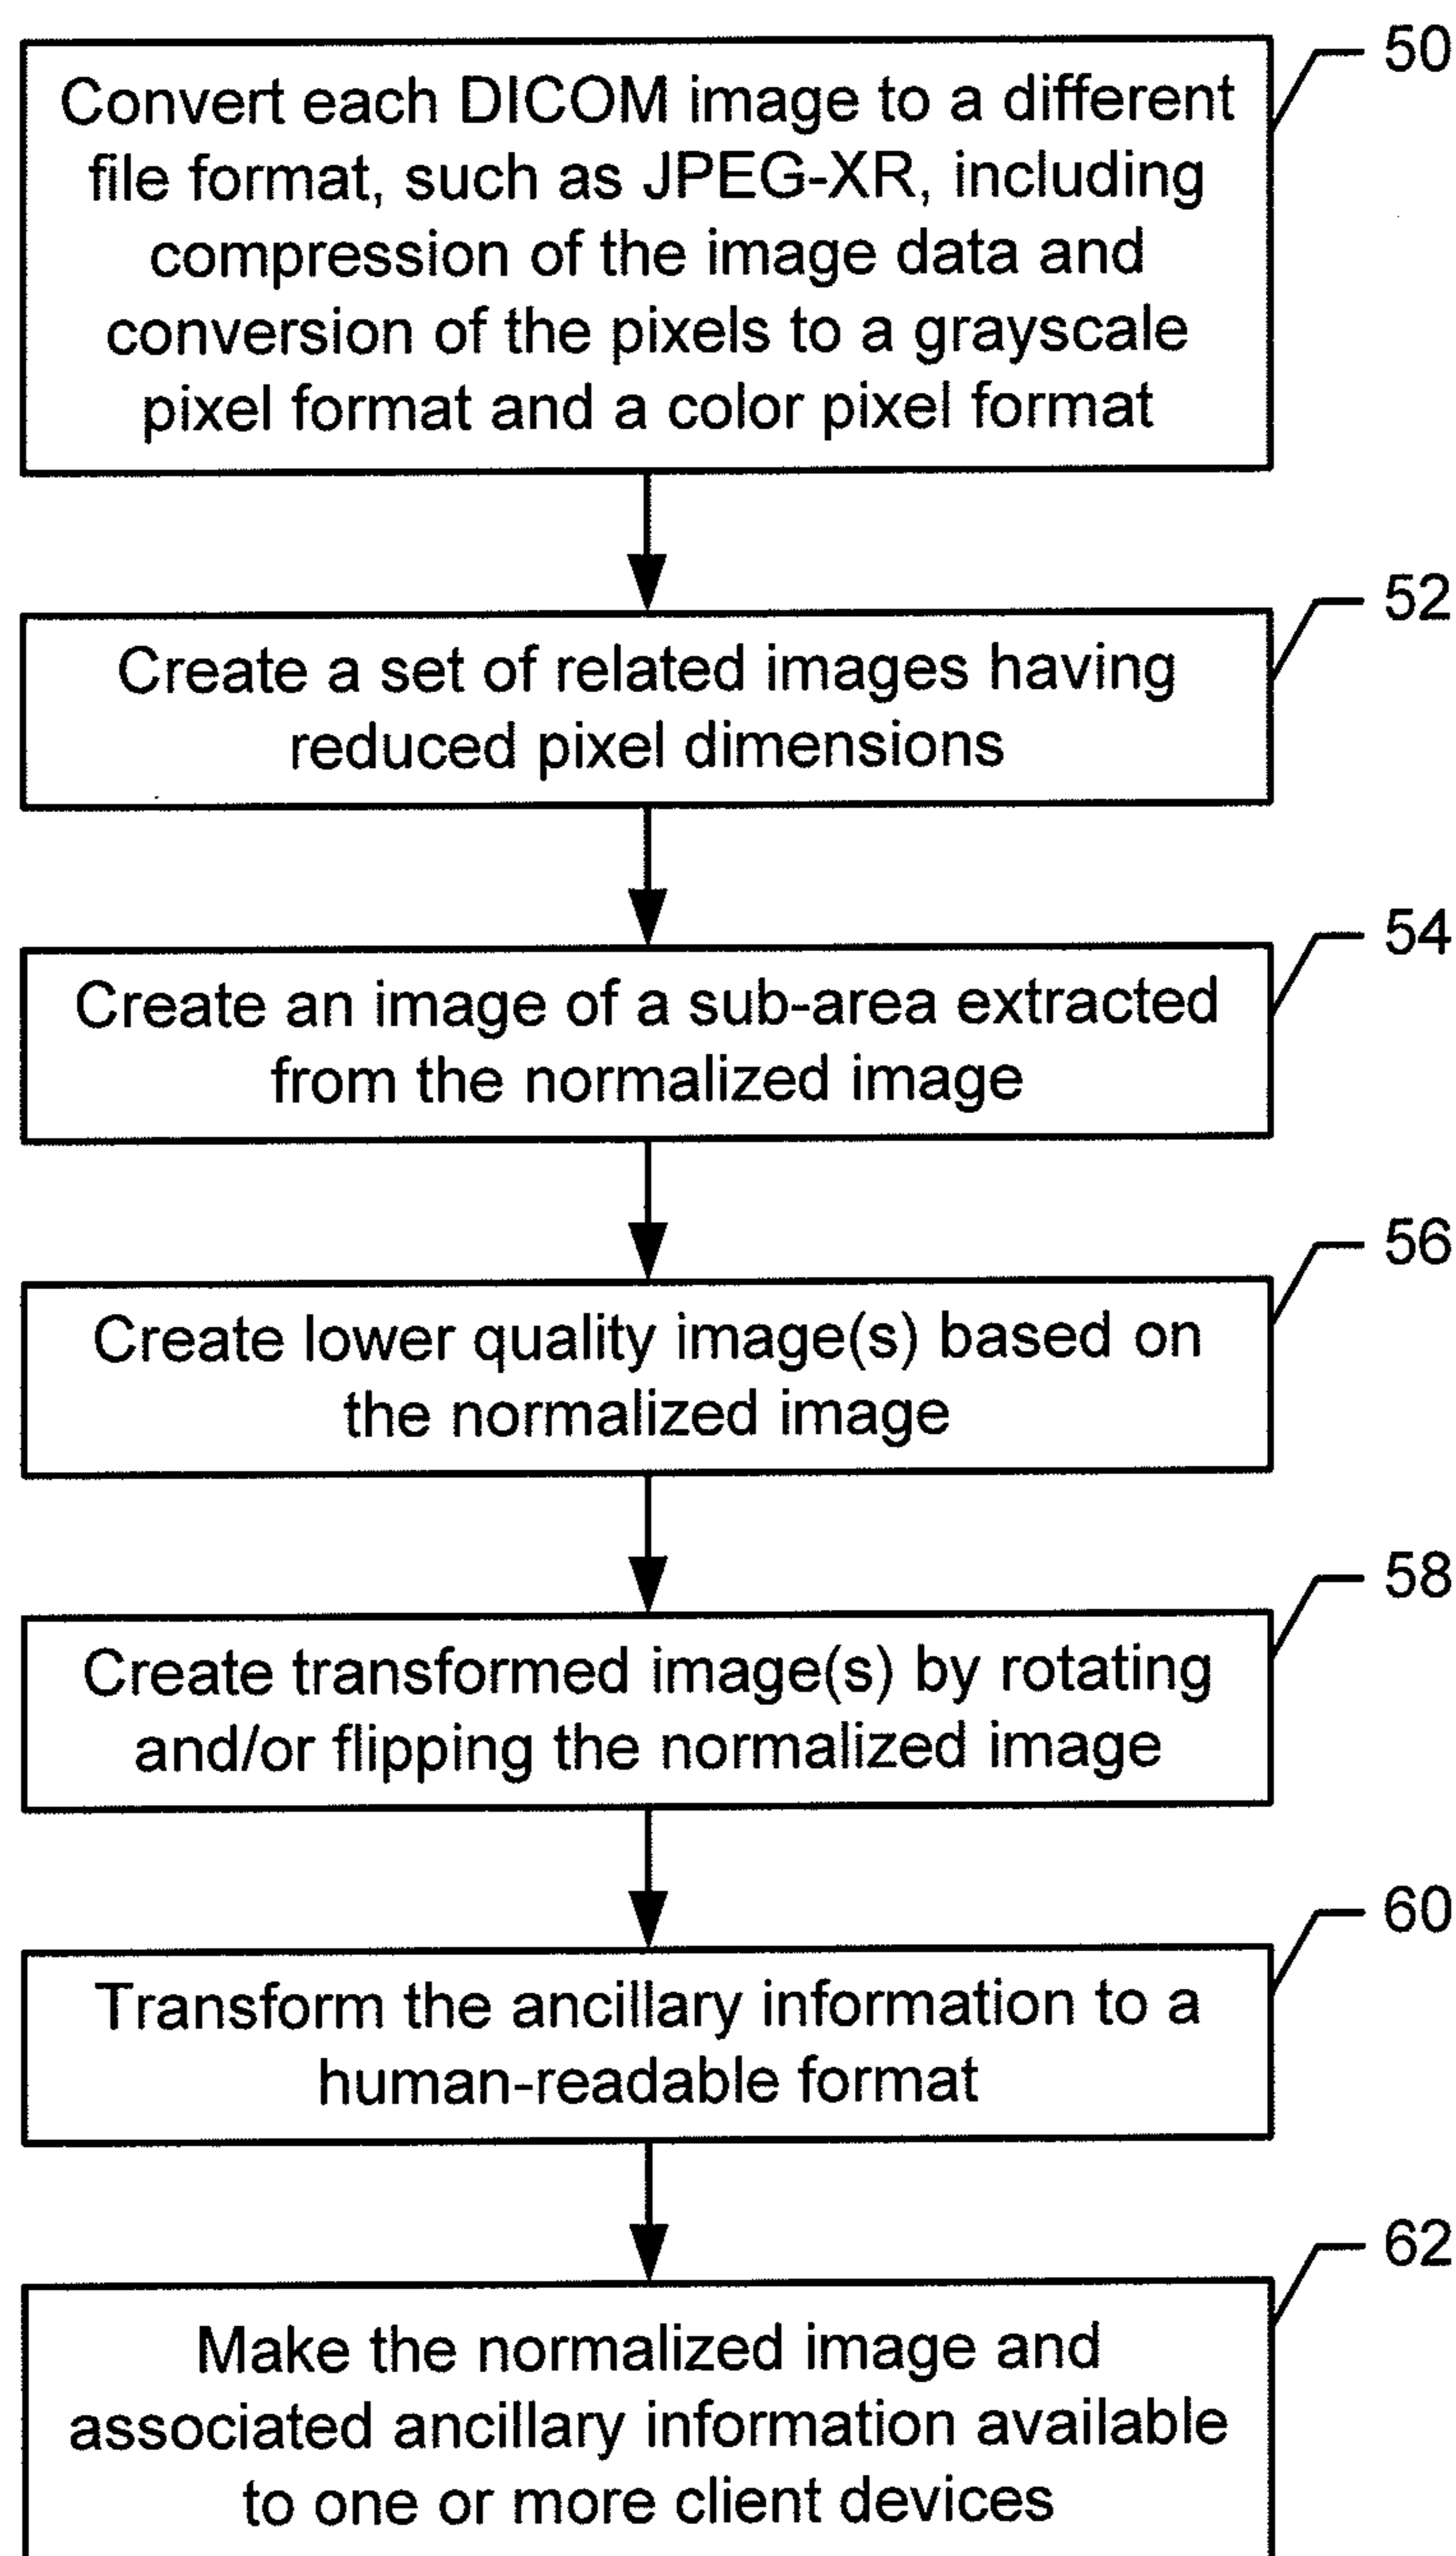 50
Convert each DICOM image to a different
file format, such as JPEG-XR, including
compression of the image data and
conversion of the pixels to a grayscale
pixel format and a color pixel format
52
Create a set of related images having
reduced pixel dimensions
54
Create an image of a sub-area extracted
from the normalized image
56
Create lower quality image(s) based on
the normalized image
58
Create transformed image(s) by rotating
and/or flipping the normalized image
60
Transform the ancillary information to a
human-readable format
62
Make the normalized image and
associated ancillary information available
to one or more client devices